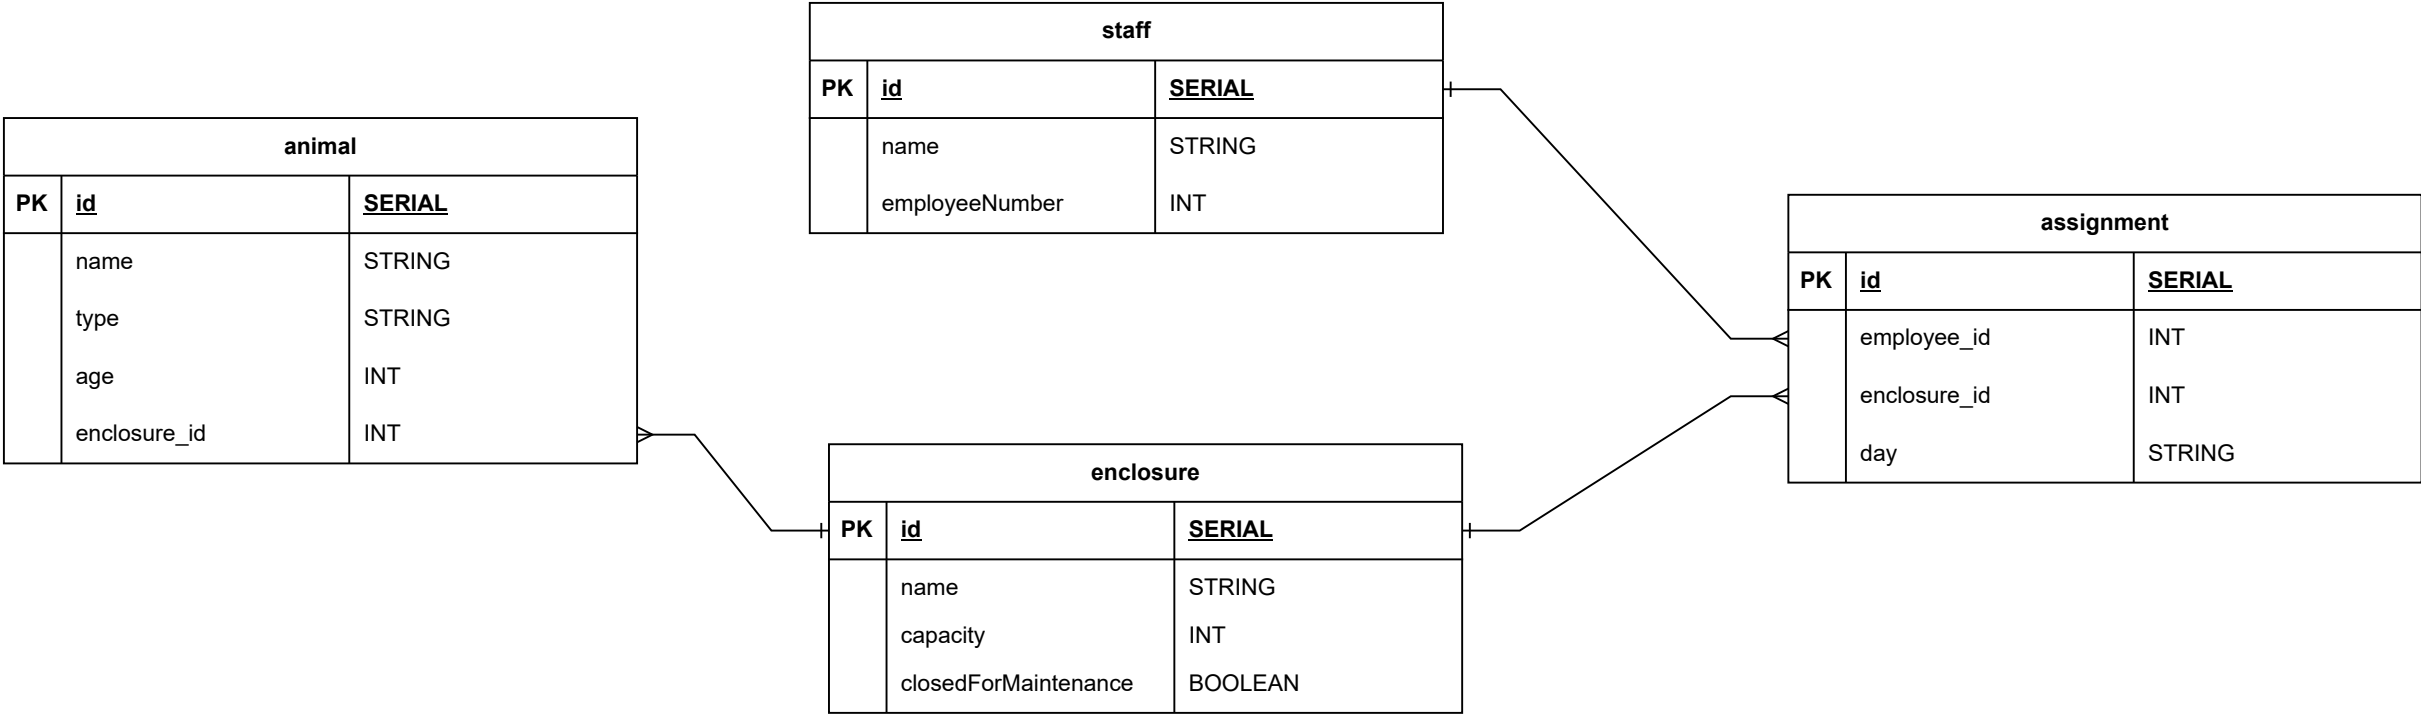 staff
PK id SERIAL
name STRING
employeeNumber INT
animal
PK id SERIAL
name STRING
type STRING
age INT
enclosure_id INT
assignment
PK id SERIAL
employee_id INT
enclosure_id INT
day STRING
enclosure
PK id SERIAL
name STRING
capacity INT
closedForMaintenance BOOLEAN